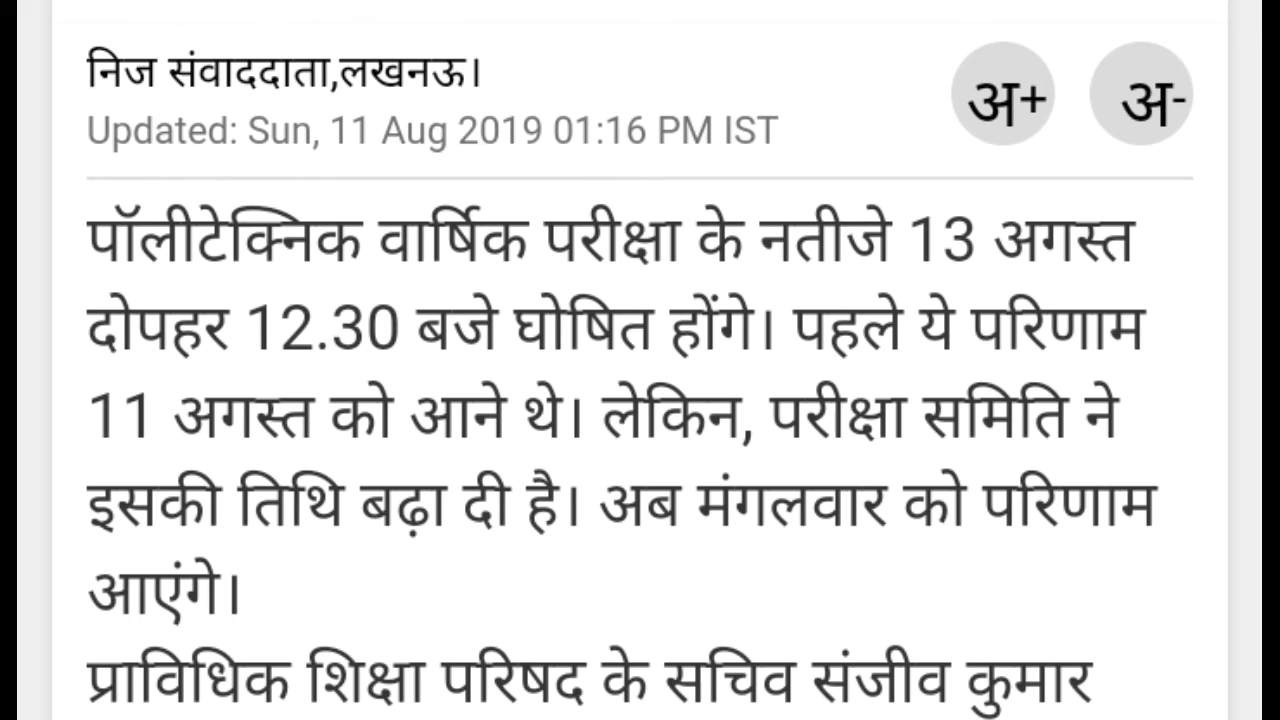 निज संवाददाता,लखनऊ।
अ+ अ-
Updated: Sun, 11 Aug 2019 01:16 PM IST
पॉलीटेक्निक वार्षिक परीक्षा के नतीजे 13 अगस्त
दोपहर 12.30 बजे घोषित होंगे। पहले ये परिणाम
11 अगस्त को आने थे। लेकिन, परीक्षा समिति ने
इसकी तिथि बढ़ा दी है। अब मंगलवार को परिणाम
आएंगे।
प्राविधिक शिक्षा परिषद के सचिव संजीव कुमार